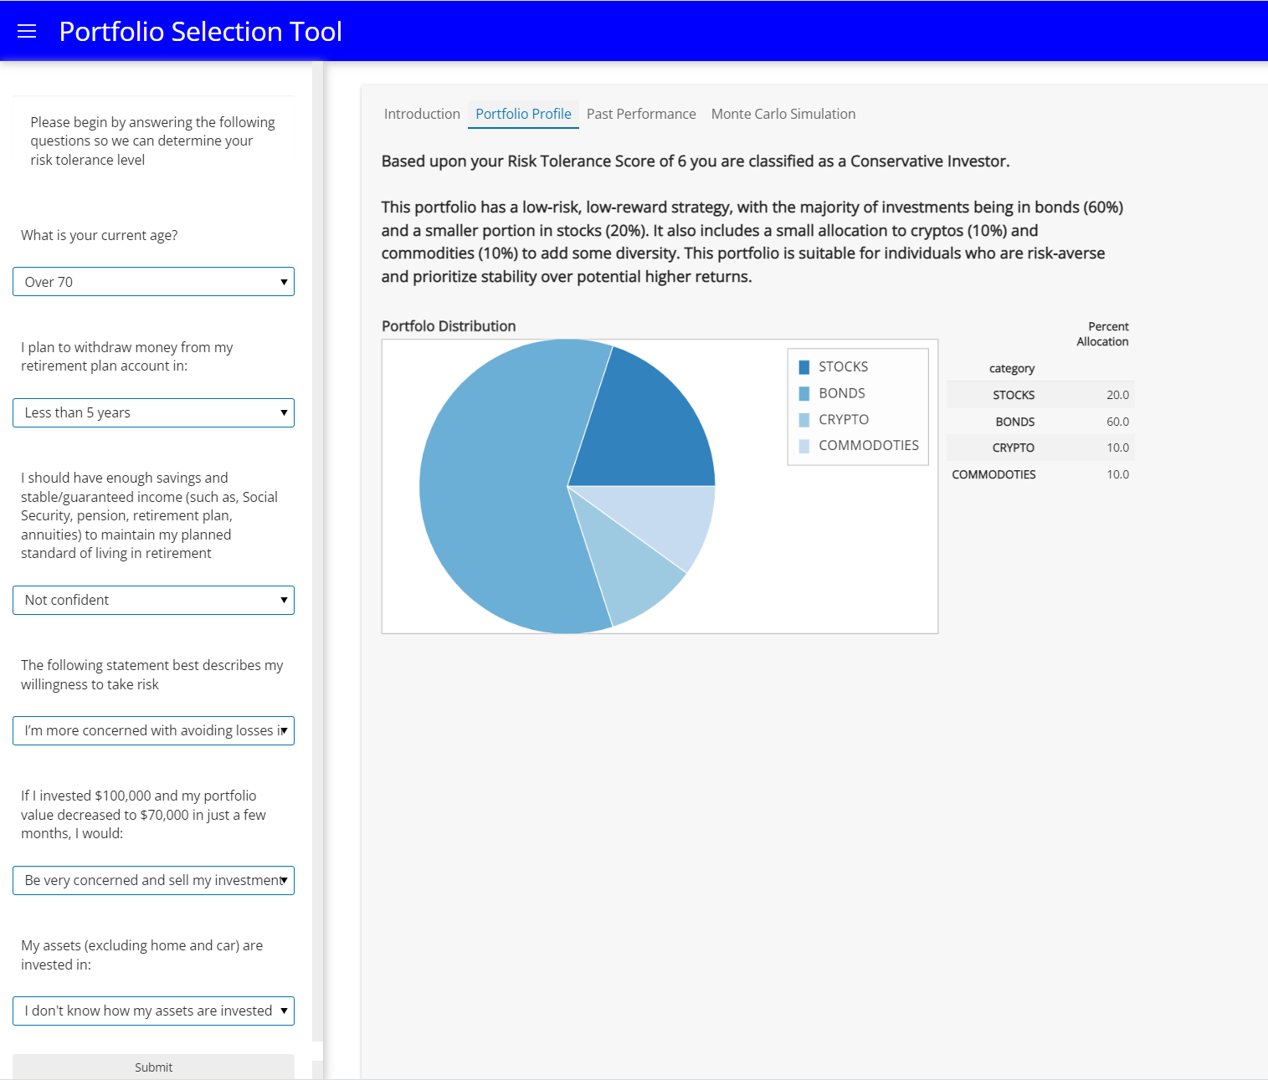 Portfolio Selection Tool
Please begin by answering the following
questions so we can determine your
risk tolerance level
What is your current age?
Over 70
I plan to withdraw money from my
retirement plan account in:
Less than 5 years
I should have enough savings and
stable/guaranteed income (such as, Social
Security, pension, retirement plan,
annuities) to maintain my planned
standard of living in retirement
Not confident
The following statement best describes my
willingness to take risk
I'm more concerned with avoiding losses
If I invested $100,000 and my portfolio
value decreased to $70,000 in just a few
months, I would:
Be very concerned and sell my investment
My assets (excluding home and car) are
invested in:
I don't know how my assets are invested
Submit
Introduction Portfolio Profile Past Performance Monte Carlo Simulation
Based upon your Risk Tolerance Score of 6 you are classified as a Conservative Investor.
This portfolio has a low-risk, low-reward strategy, with the majority of investments being in bonds (60%)
and a smaller portion in stocks (20%). It also includes a small allocation to cryptos (10%) and
commodities (10%) to add some diversity. This portfolio is suitable for individuals who are risk-averse
and prioritize stability over potential higher returns.
Portfolo Distribution
STOCKS
BONDS
CRYPTO
COMMODOTIES
Percent
Allocation
category
STOCKS 20.0
BONDS 60.0
CRYPTO 10.0
COMMODOTIES 10.0